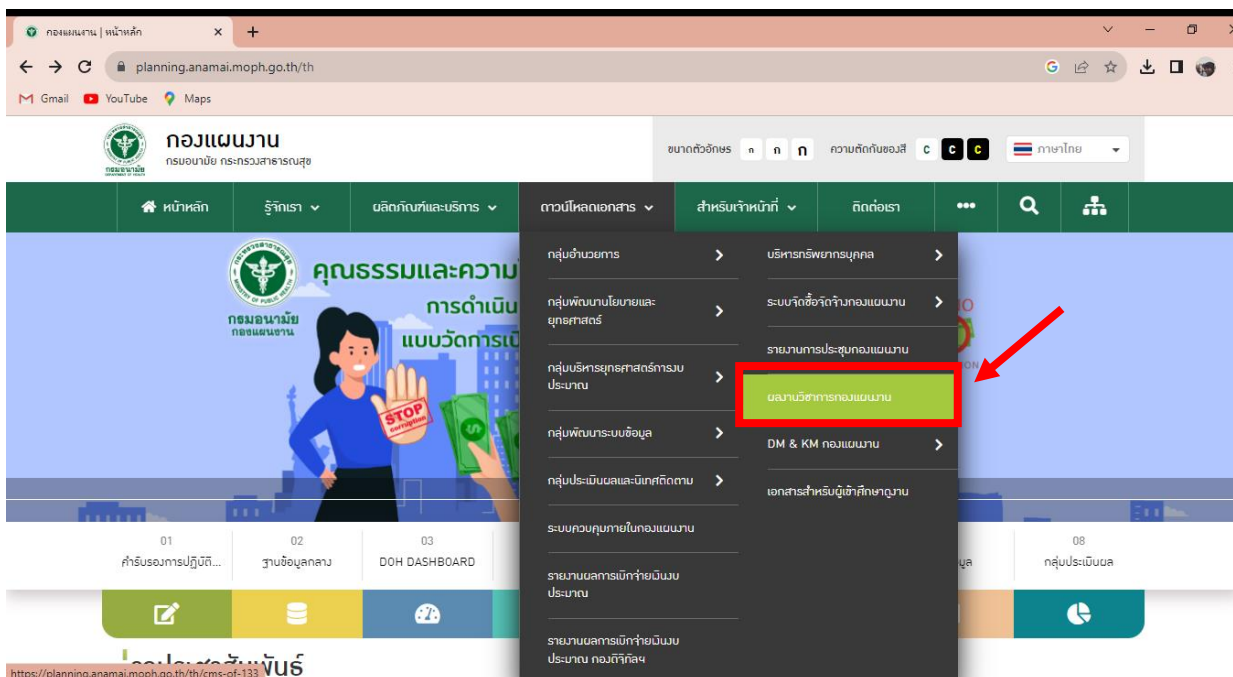 กองแผนงาน | หน้าหลัก
planning.anamai.moph.go.th/th
Gmail YouTube Maps
กองแผนงาน
กรมอนามัย กระทรวงสาธารณสุข
กรมอนามัย
ขนาดตัวอักษร ก ก ก ความตัดกันของสี C C C ภาษาไทย
หน้าหลัก รู้จักเรา ผลิตภัณฑ์และบริการ ดาวน์โหลดเอกสาร สำหรับเจ้าหน้าที่ ติดต่อเรา
กรมอนามัย
กองแผนงาน
คุณธรรมและความ
การดำเนิน
แบบวัดการเ
STOP
corruption
กลุ่มอำนวยการ
กลุ่มพัฒนานโยบายและ
ยุทธศาสตร์
กลุ่มบริหารยุทธศาสตร์การงบ
ประมาณ
กลุ่มพัฒนาระบบข้อมูล
กลุ่มประเมินผลและนิเทศติดตาม
ระบบควบคุมภายในกองแผนงาน
รายงานผลการเบิกจ่ายเงินงบ
ประมาณ
รายงานผลการเบิกจ่ายเงินงบ
ประมาณ กองดิจิทัลฯ
บริหารทรัพยากรบุคคล
ระบบจัดซื้อจัดจ้างกองแผนงาน
รายงานการประชุมกองแผนงาน
ผลงานวิชาการกองแผนงาน
DM & KM กองแผนงาน
เอกสารสำหรับผู้เข้าศึกษาดูงาน
01
คำรับรองการปฏิบัติ...
02
ฐานข้อมูลกลาง
03
DOH DASHBOARD
08
กลุ่มประเมินผล
https://planning.anamai.moph.go.th/th/cms-of-133